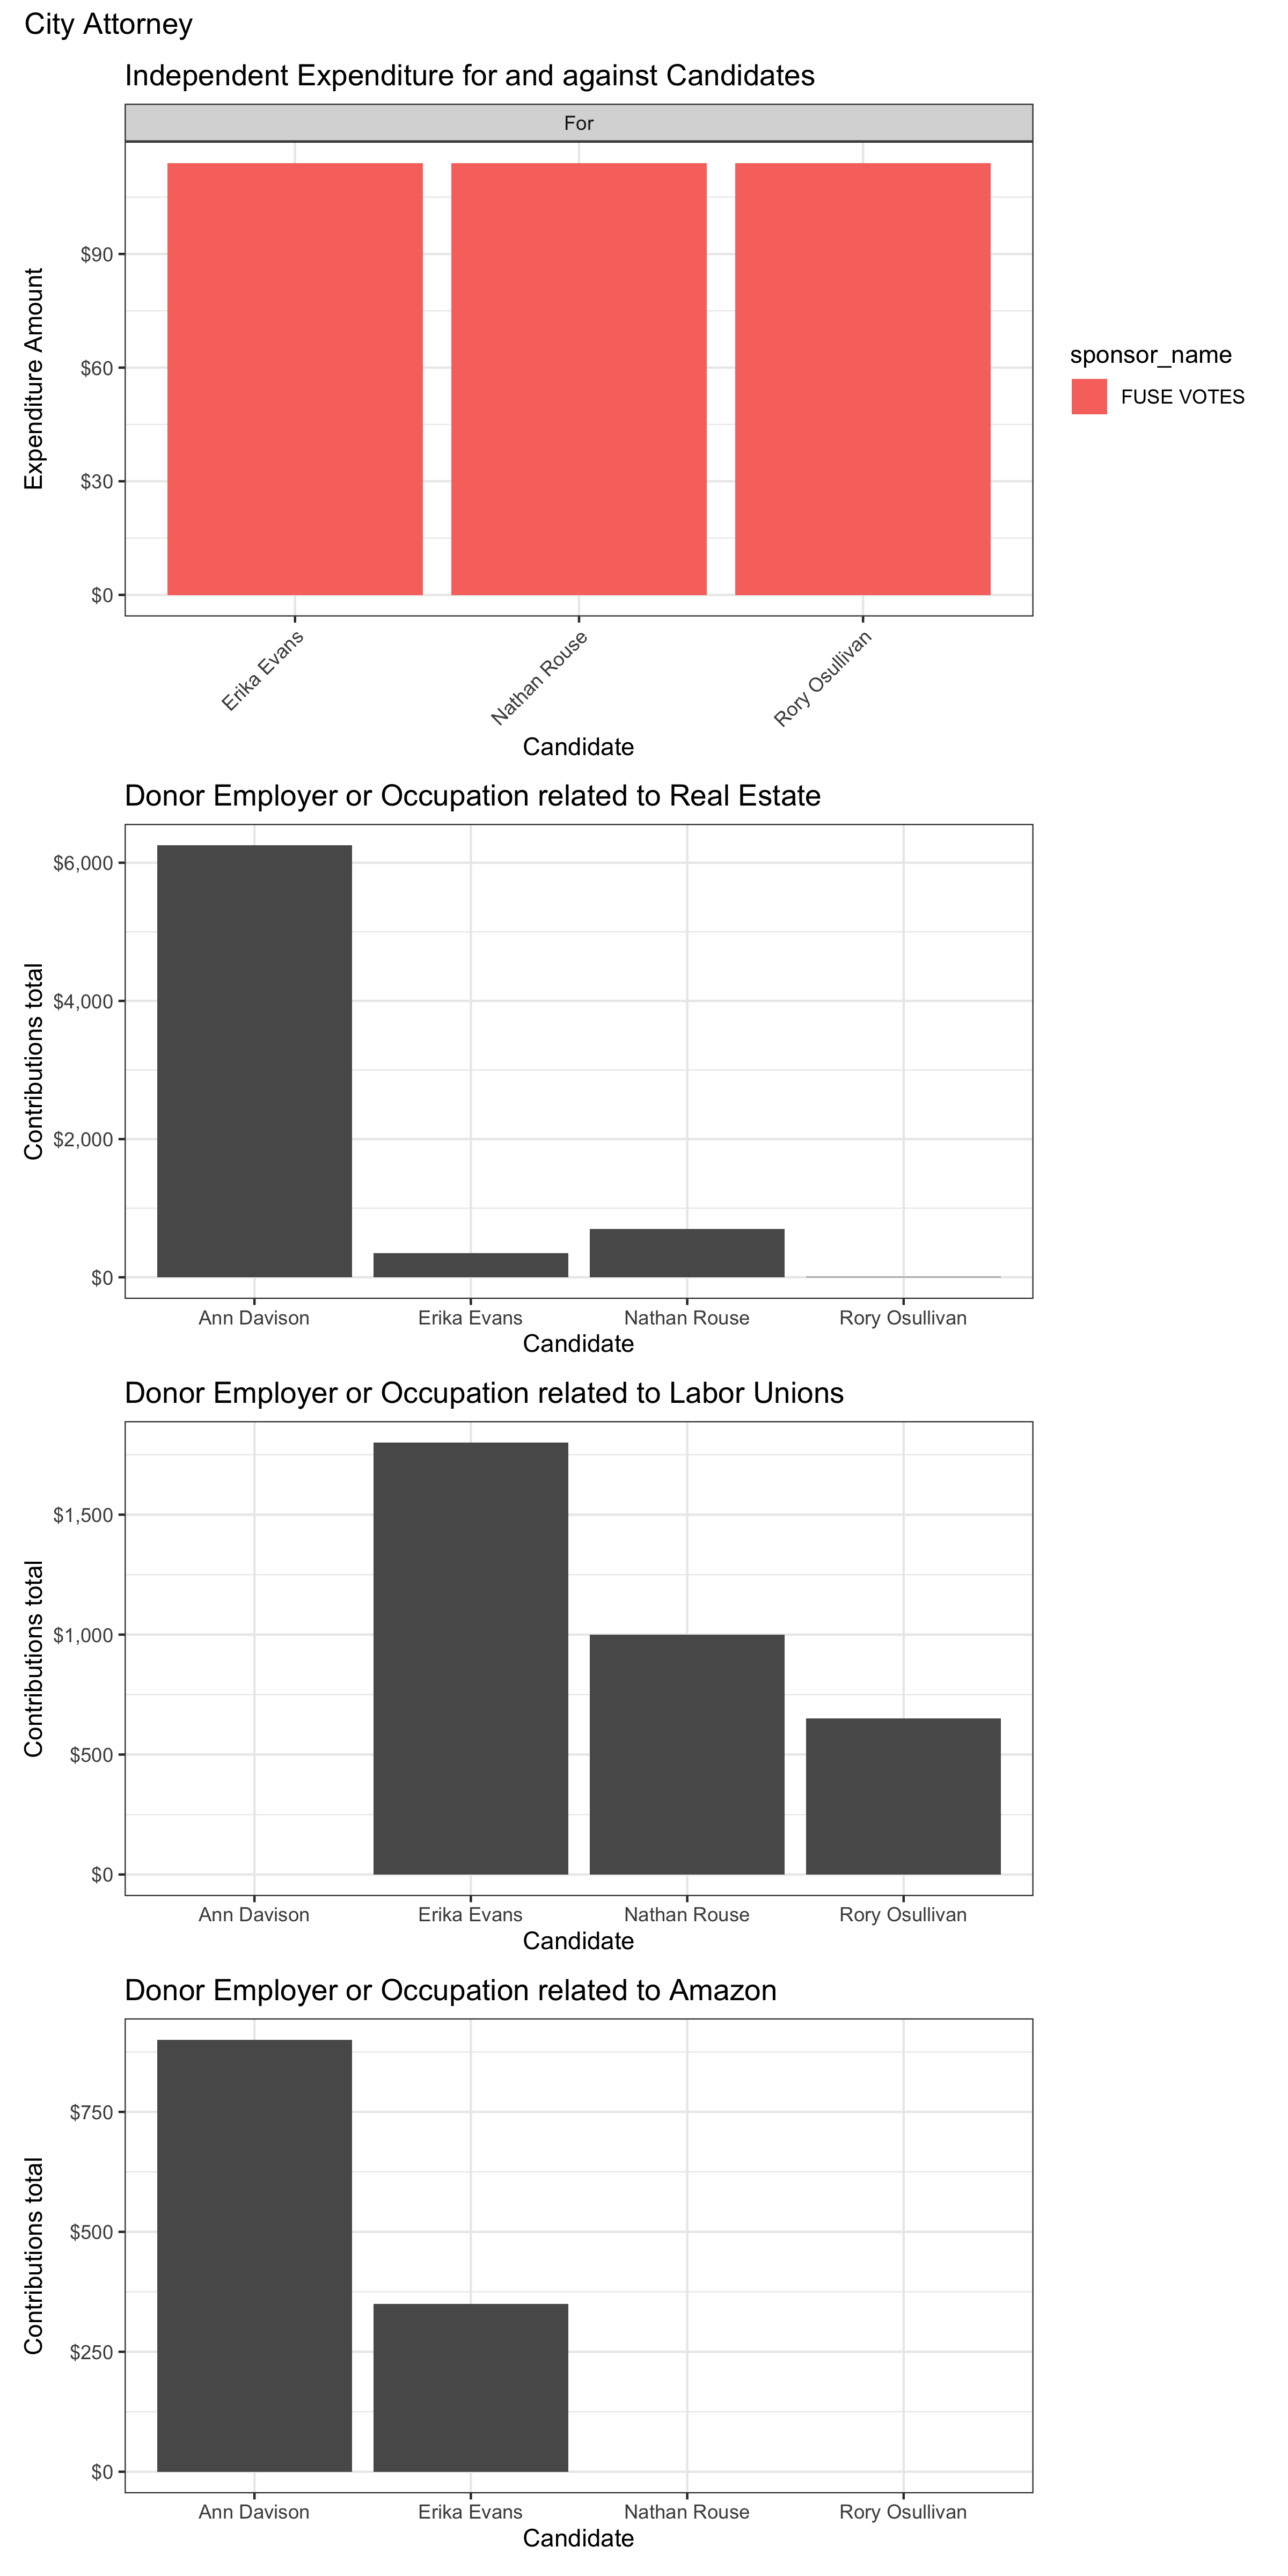 City Attorney
Independent Expenditure for and against Candidates
For
Expenditure Amount
$90
$60
$30
$0
Erika Evans
Nathan Rouse
Rory Osullivan
Candidate
sponsor_name
FUSE VOTES
Donor Employer or Occupation related to Real Estate
Contributions total
$6,000
$4,000
$2,000
$0
Ann Davison
Erika Evans
Nathan Rouse
Rory Osullivan
Candidate
Donor Employer or Occupation related to Labor Unions
Contributions total
$1,500
$1,000
$500
$0
Ann Davison
Erika Evans
Nathan Rouse
Rory Osullivan
Candidate
Donor Employer or Occupation related to Amazon
Contributions total
$750
$500
$250
$0
Ann Davison
Erika Evans
Nathan Rouse
Rory Osullivan
Candidate